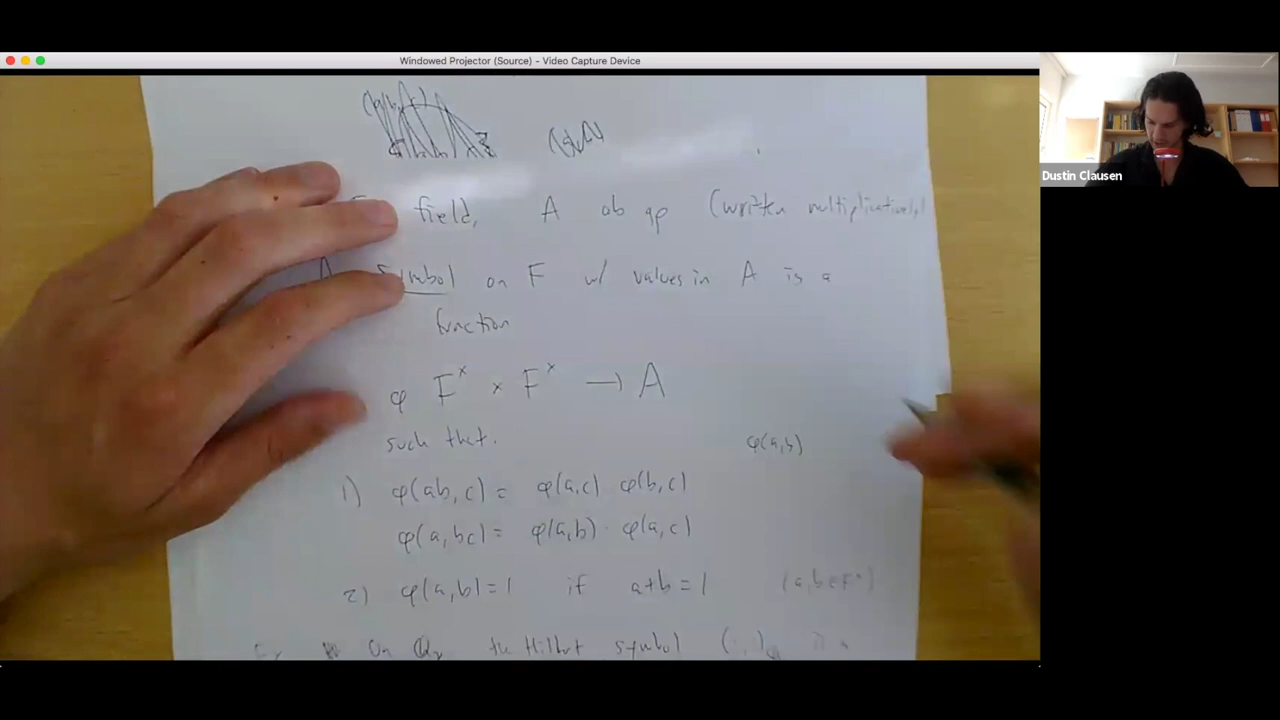 Windowed Projector (Source) - Video Capture Device
Dustin Clausen
field, A ab gp (written multiplicatively)
A symbol on F w/ values in A is a
function
φ F^× × F^× → A
such that. φ(a,b)
1) φ(ab,c) = φ(a,c) · φ(b,c)
φ(a,bc) = φ(a,b) · φ(a,c)
2) φ(a,b) = 1 if a+b = 1 (a,b∈F^×)
On the Hilbert symbol